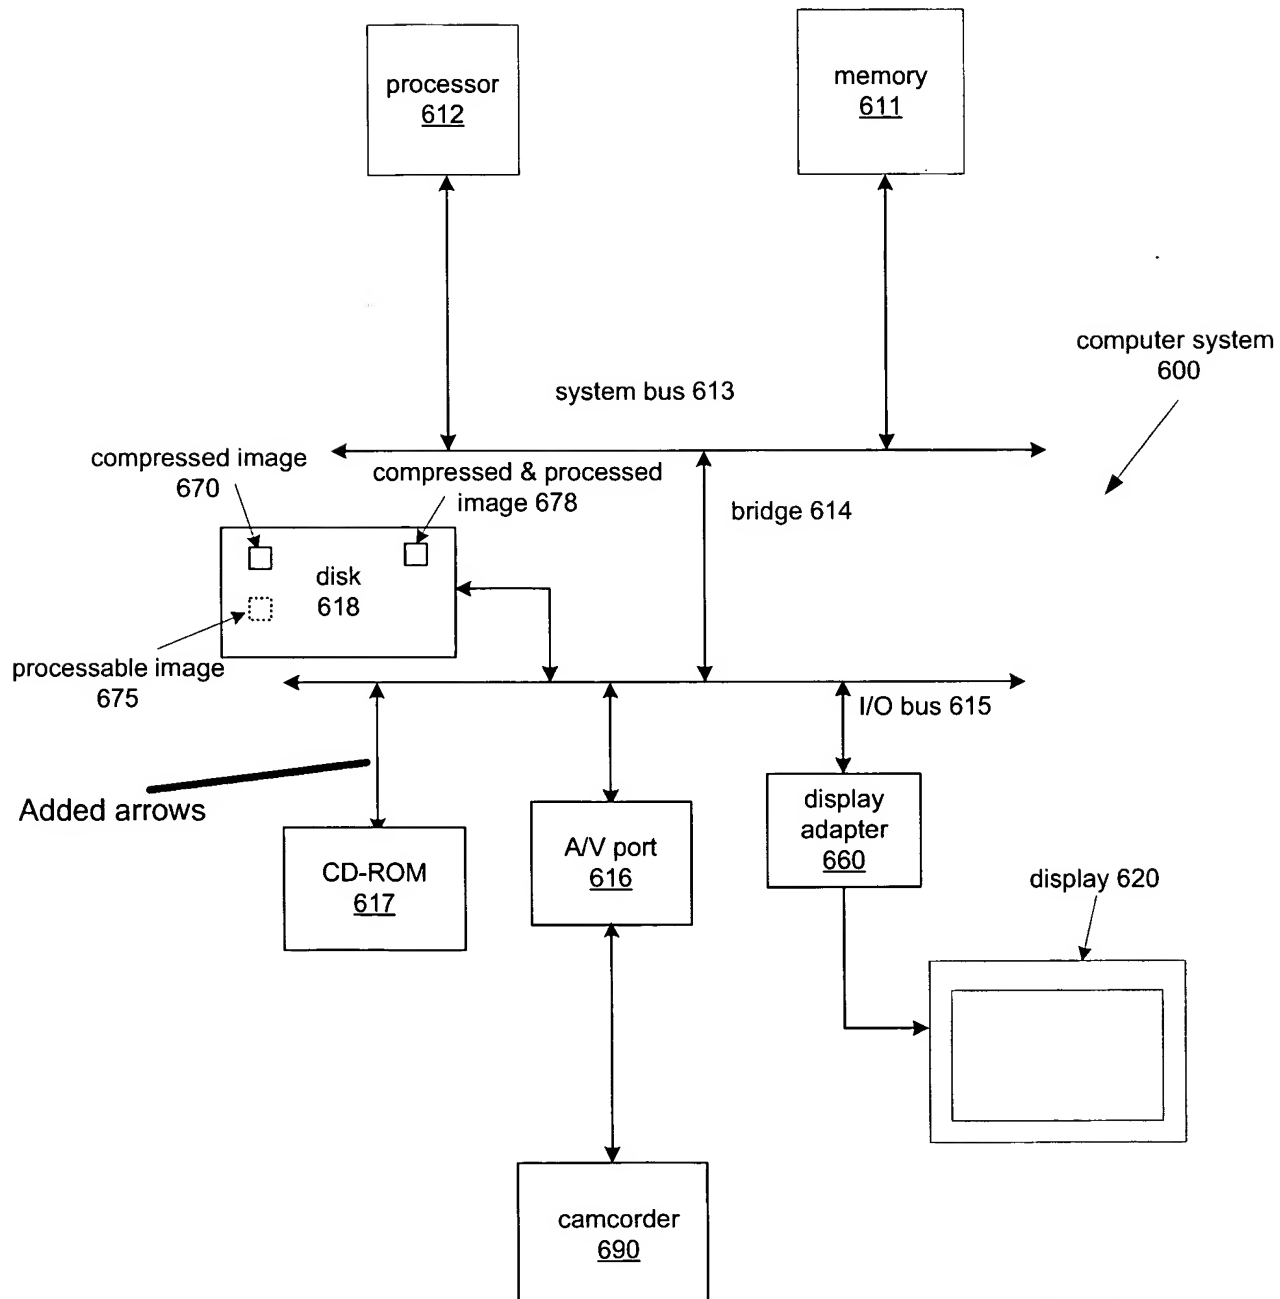 processor
612
memory
611
computer system
600
system bus 613
compressed image
670
compressed & processed
image 678
bridge 614
disk
618
processable image
675
I/O bus 615
Added arrows
CD-ROM
617
A/V port
616
display
adapter
660
display 620
camcorder
690